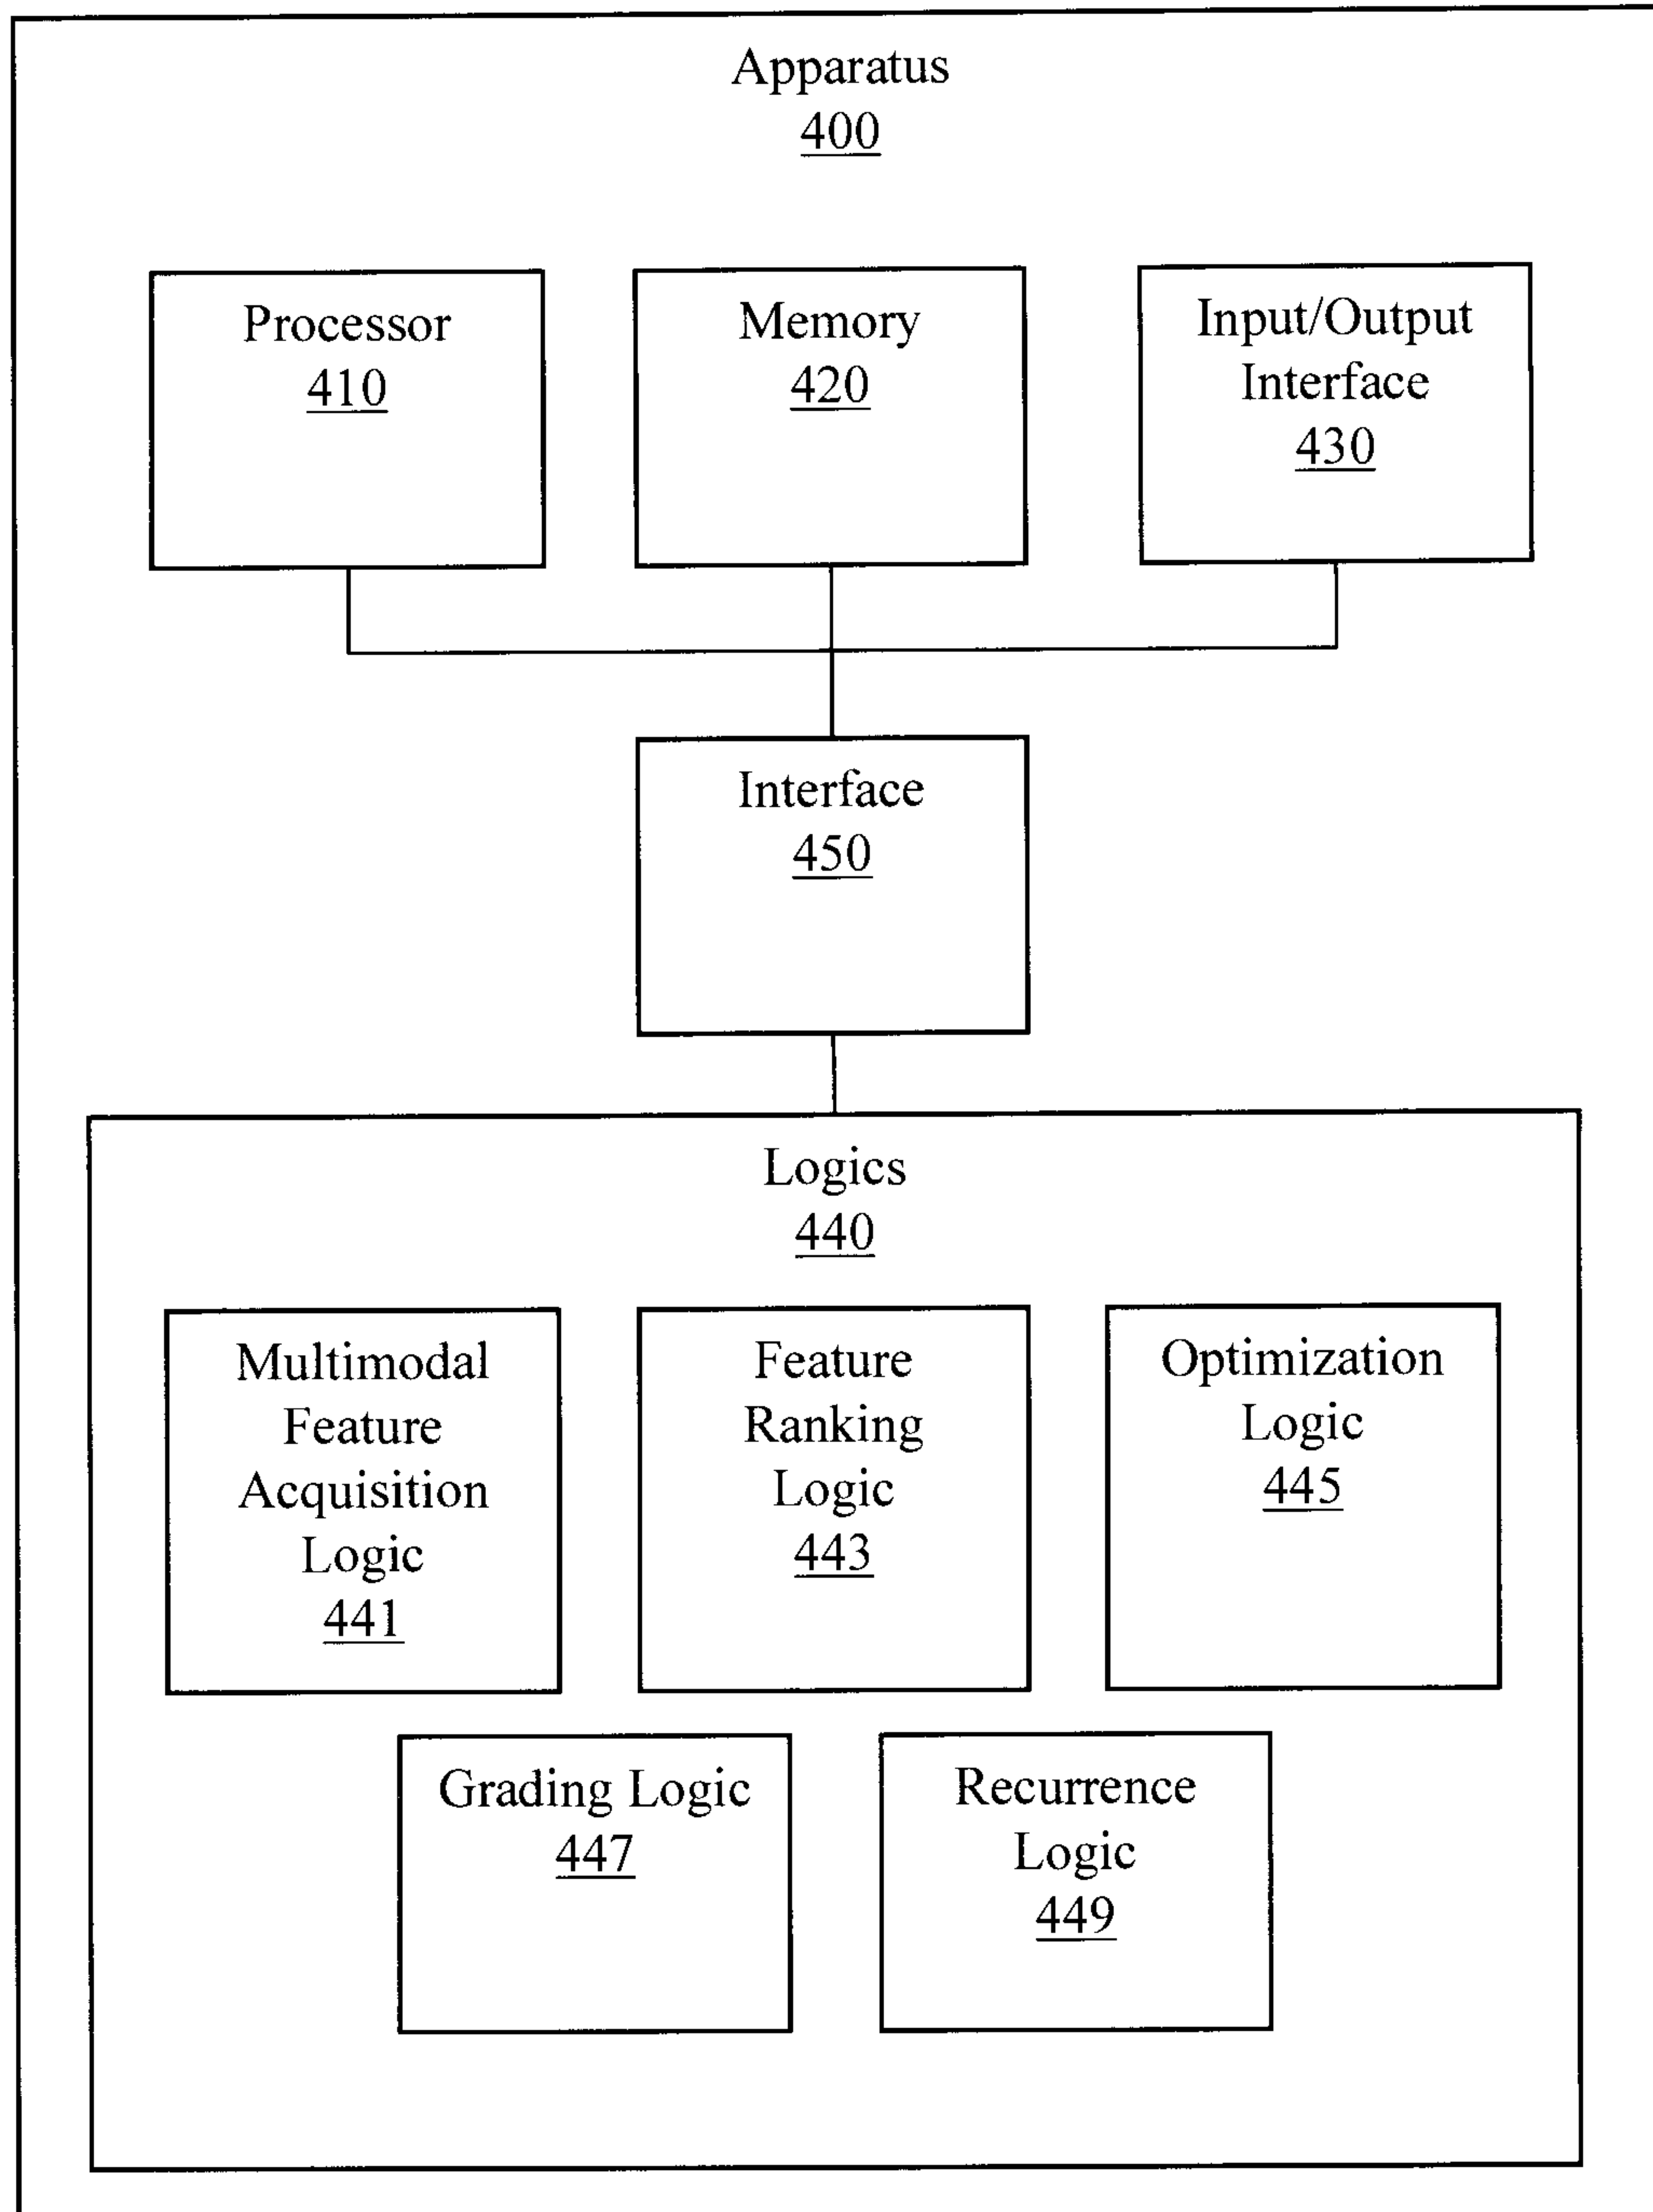 Apparatus
400
Processor
410
Memory
420
Input/Output
Interface
430
Interface
450
Logics
440
Multimodal
Feature
Acquisition
Logic
441
Feature
Ranking
Logic
443
Optimization
Logic
445
Grading Logic
447
Recurrence
Logic
449